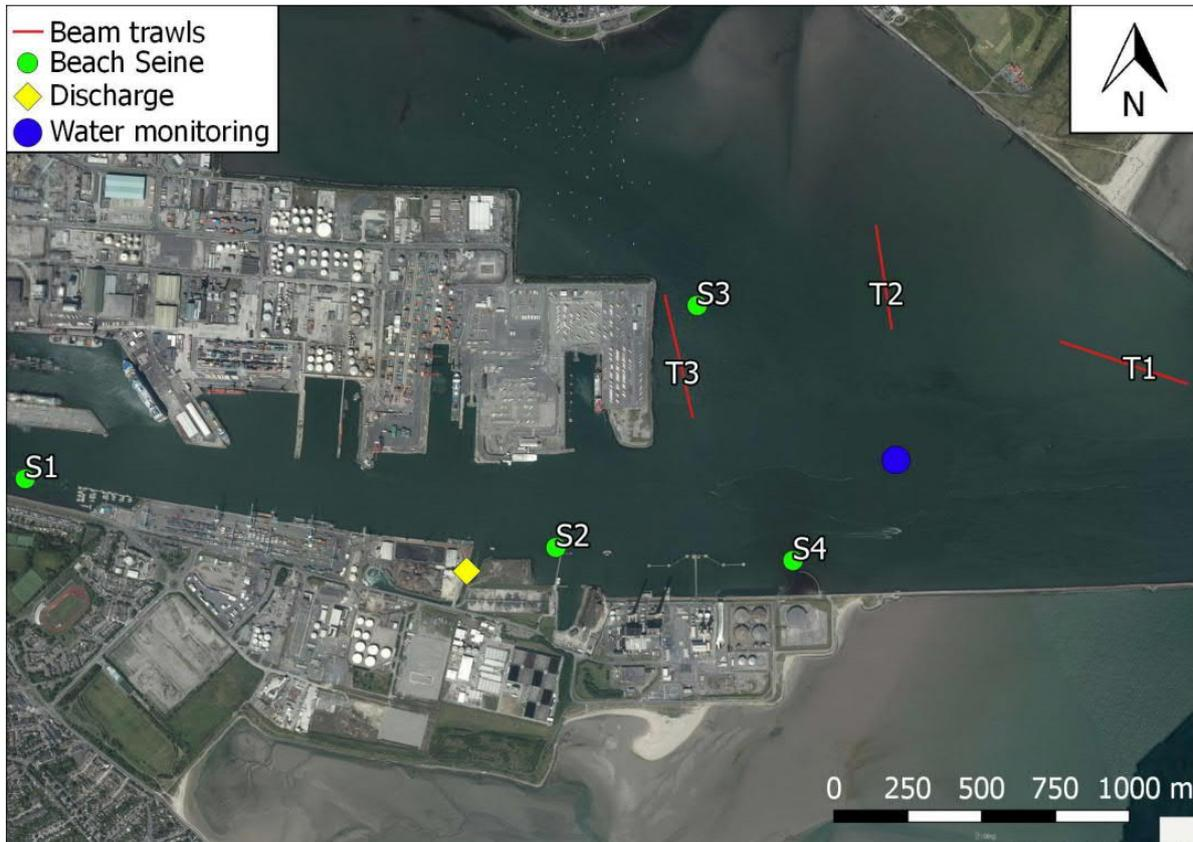 Beam trawls
Beach Seine
Discharge
Water monitoring
N
S3
T2
T3
T1
S1
S2
S4
0 250 500 750 1000 m